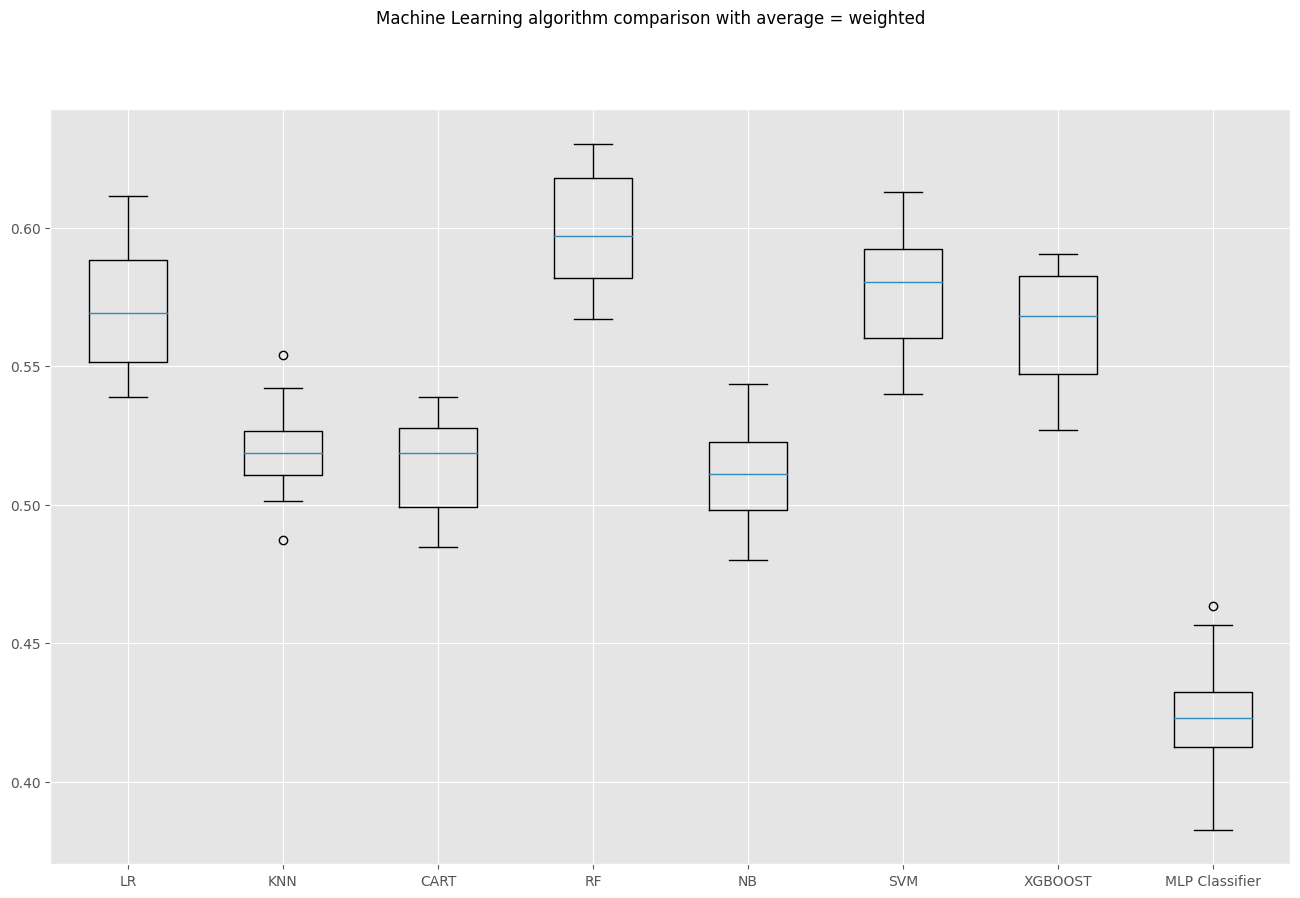 Machine Learning algorithm comparison with average = weighted
0.60
0.55
0.50
0.45
0.40
LR KNN CART RF NB SVM XGBOOST MLP Classifier